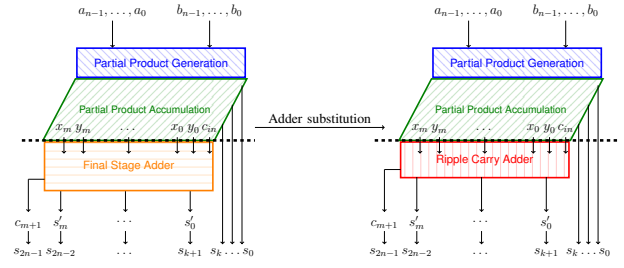 a_{n−1}, . . . , a_0 b_{n−1}, . . . , b_0
Partial Product Generation
Partial Product Accumulation
x_m y_m . . . x_0 y_0 c_{in}
Final Stage Adder
c_{m+1} s'_m . . . s'_0
s_{2n−1} s_{2n−2} . . . s_{k+1} s_k . . . s_0
Adder substitution
a_{n−1}, . . . , a_0 b_{n−1}, . . . , b_0
Partial Product Generation
Partial Product Accumulation
x_m y_m . . . x_0 y_0 c_{in}
Ripple Carry Adder
c_{m+1} s'_m . . . s'_0
s_{2n−1} s_{2n−2} . . . s_{k+1} s_k . . . s_0